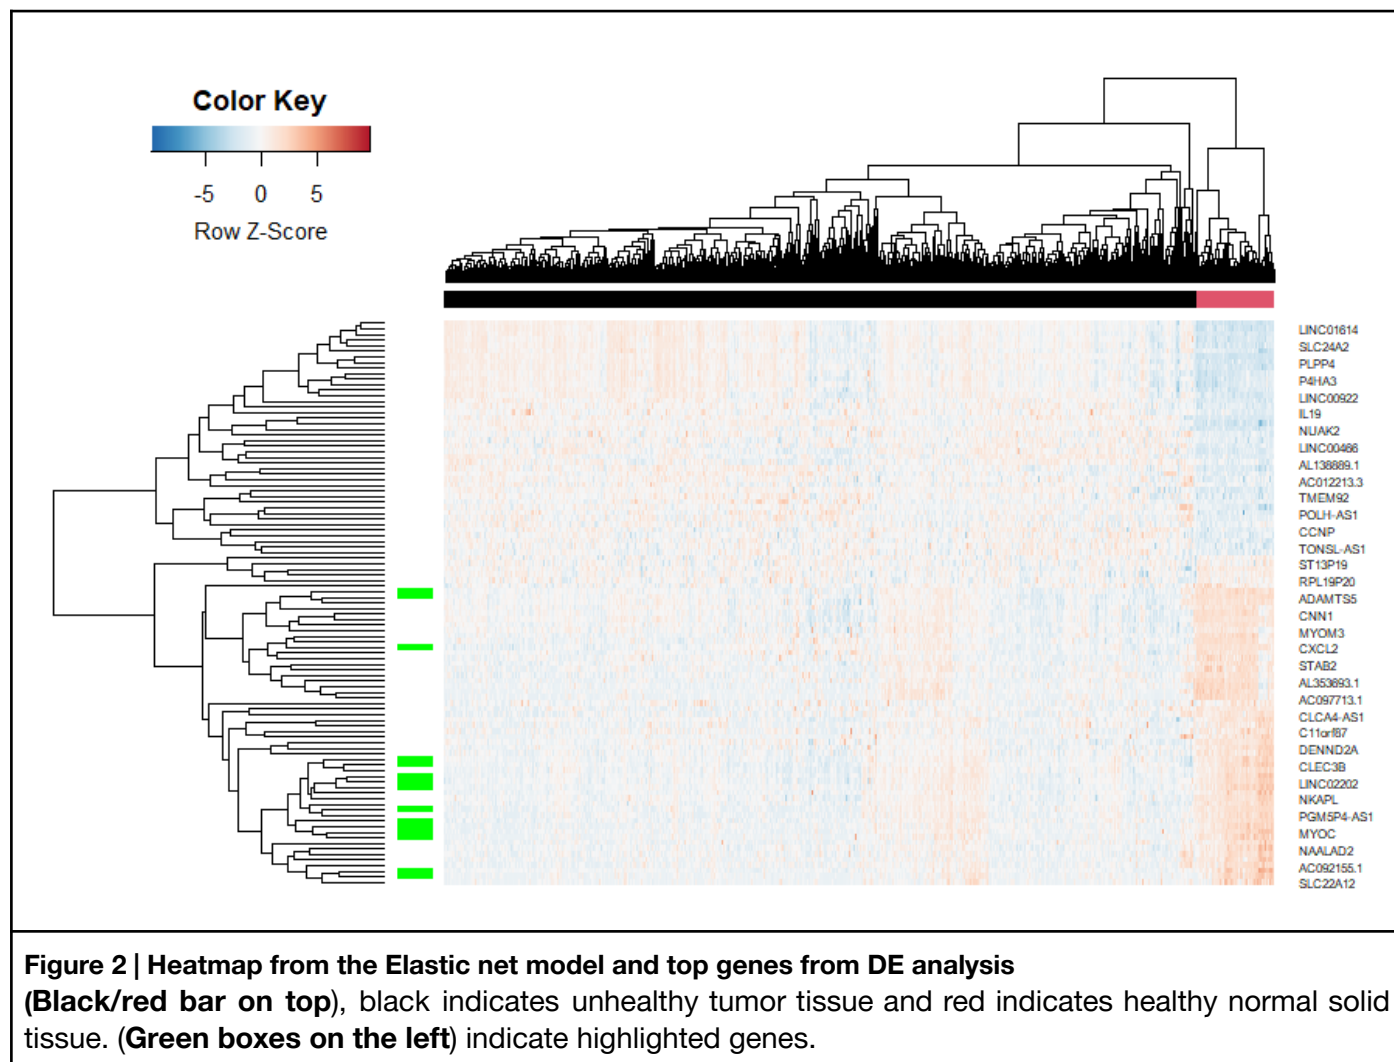 Color Key
-5 0 5
Row Z-Score
LINC01614
SLC24A2
PLPP4
P4HA3
LINC00922
IL19
NUAK2
LINC00466
AL138889.1
AC012213.3
TMEM92
POLH-AS1
CCNP
TONSL-AS1
ST13P19
RPL19P20
ADAMTS5
CNN1
MYOM3
CXCL2
STAB2
AL353693.1
AC097713.1
CLCA4-AS1
C11orf87
DENND2A
CLEC3B
LINC02202
NKAPL
PGM5P4-AS1
MYOC
NAALAD2
AC092155.1
SLC22A12
Figure 2 | Heatmap from the Elastic net model and top genes from DE analysis
(Black/red bar on top), black indicates unhealthy tumor tissue and red indicates healthy normal solid
tissue. (Green boxes on the left) indicate highlighted genes.